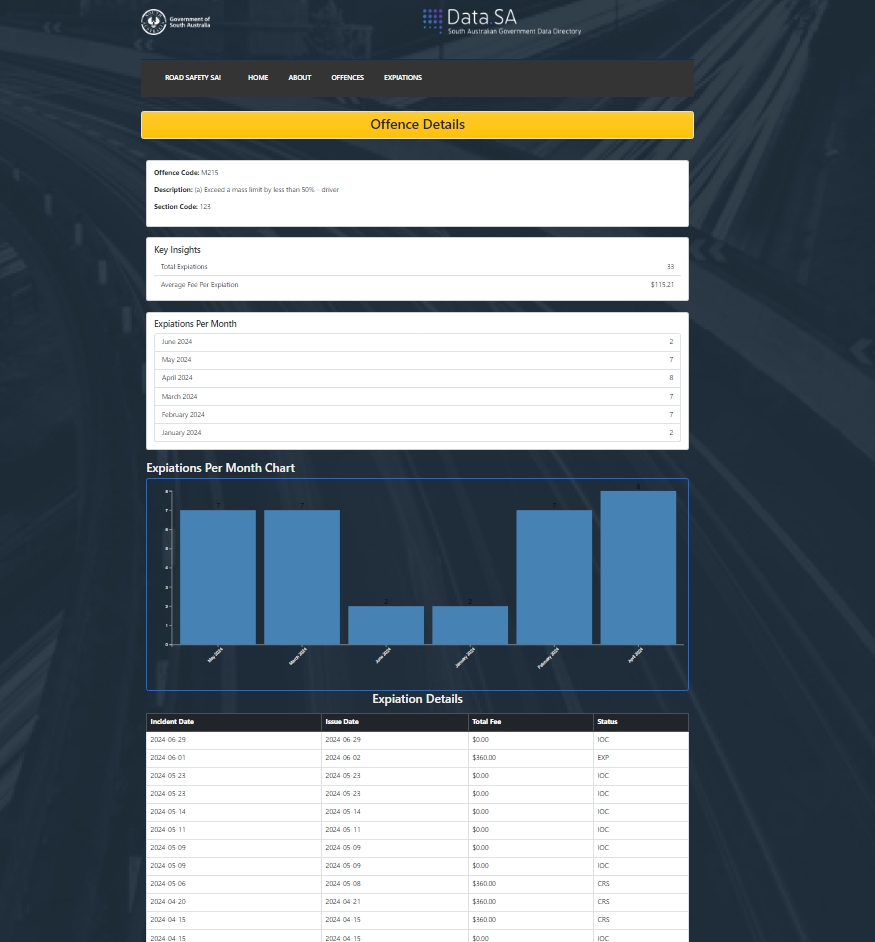 Government of
South Australia
Data.SA
South Australian Government Data Directory
ROAD SAFETY SA! HOME ABOUT OFFENCES EXPIATIONS
Offence Details
Offence Code: M215
Description: (a) Exceed a mass limit by less than 50% - driver
Section Code: 123
Key Insights
Total Expiations 33
Average Fee Per Expiation $115.21
Expiations Per Month
June 2024 2
May 2024 7
April 2024 8
March 2024 7
February 2024 7
January 2024 2
Expiations Per Month Chart
8
7
6
5
4
3
2
1
0
7 7 2 2 7 8
May 2024 March 2024 June 2024 January 2024 February 2024 April 2024
Expiation Details
Incident Date Issue Date Total Fee Status
2024-06-29 2024-06-29 $0.00 IOC
2024-06-01 2024-06-02 $360.00 EXP
2024-05-23 2024-05-23 $0.00 IOC
2024-05-23 2024-05-23 $0.00 IOC
2024-05-14 2024-05-14 $0.00 IOC
2024-05-11 2024-05-11 $0.00 IOC
2024-05-09 2024-05-09 $0.00 IOC
2024-05-09 2024-05-09 $0.00 IOC
2024-05-06 2024-05-08 $360.00 CRS
2024-04-20 2024-04-21 $360.00 CRS
2024-04-15 2024-04-15 $360.00 CRS
2024-04-15 2024-04-15 $0.00 IOC